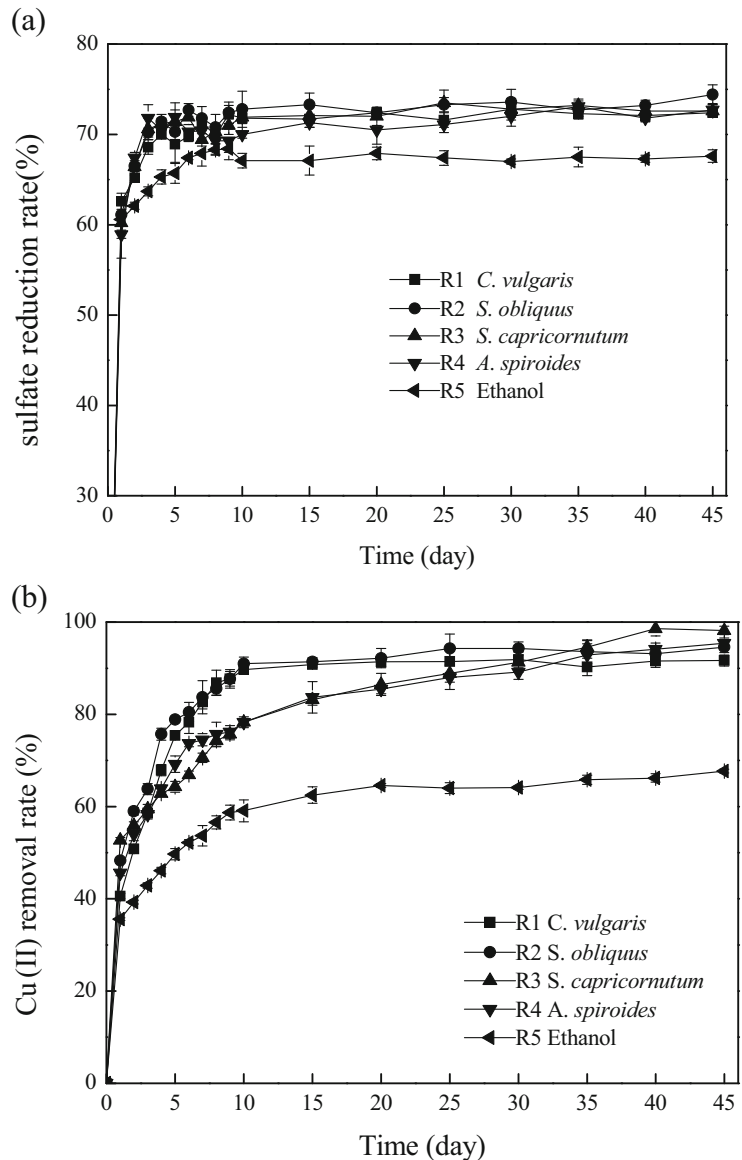 (a)
80
70
60
50
40
30
sulfate reduction rate(%)
R1 C. vulgaris
R2 S. obliquus
R3 S. capricornutum
R4 A. spiroides
R5 Ethanol
0 5 10 15 20 25 30 35 40 45
Time (day)
(b)
100
80
60
40
20
0
Cu (II) removal rate (%)
R1 C. vulgaris
R2 S. obliquus
R3 S. capricornutum
R4 A. spiroides
R5 Ethanol
0 5 10 15 20 25 30 35 40 45
Time (day)